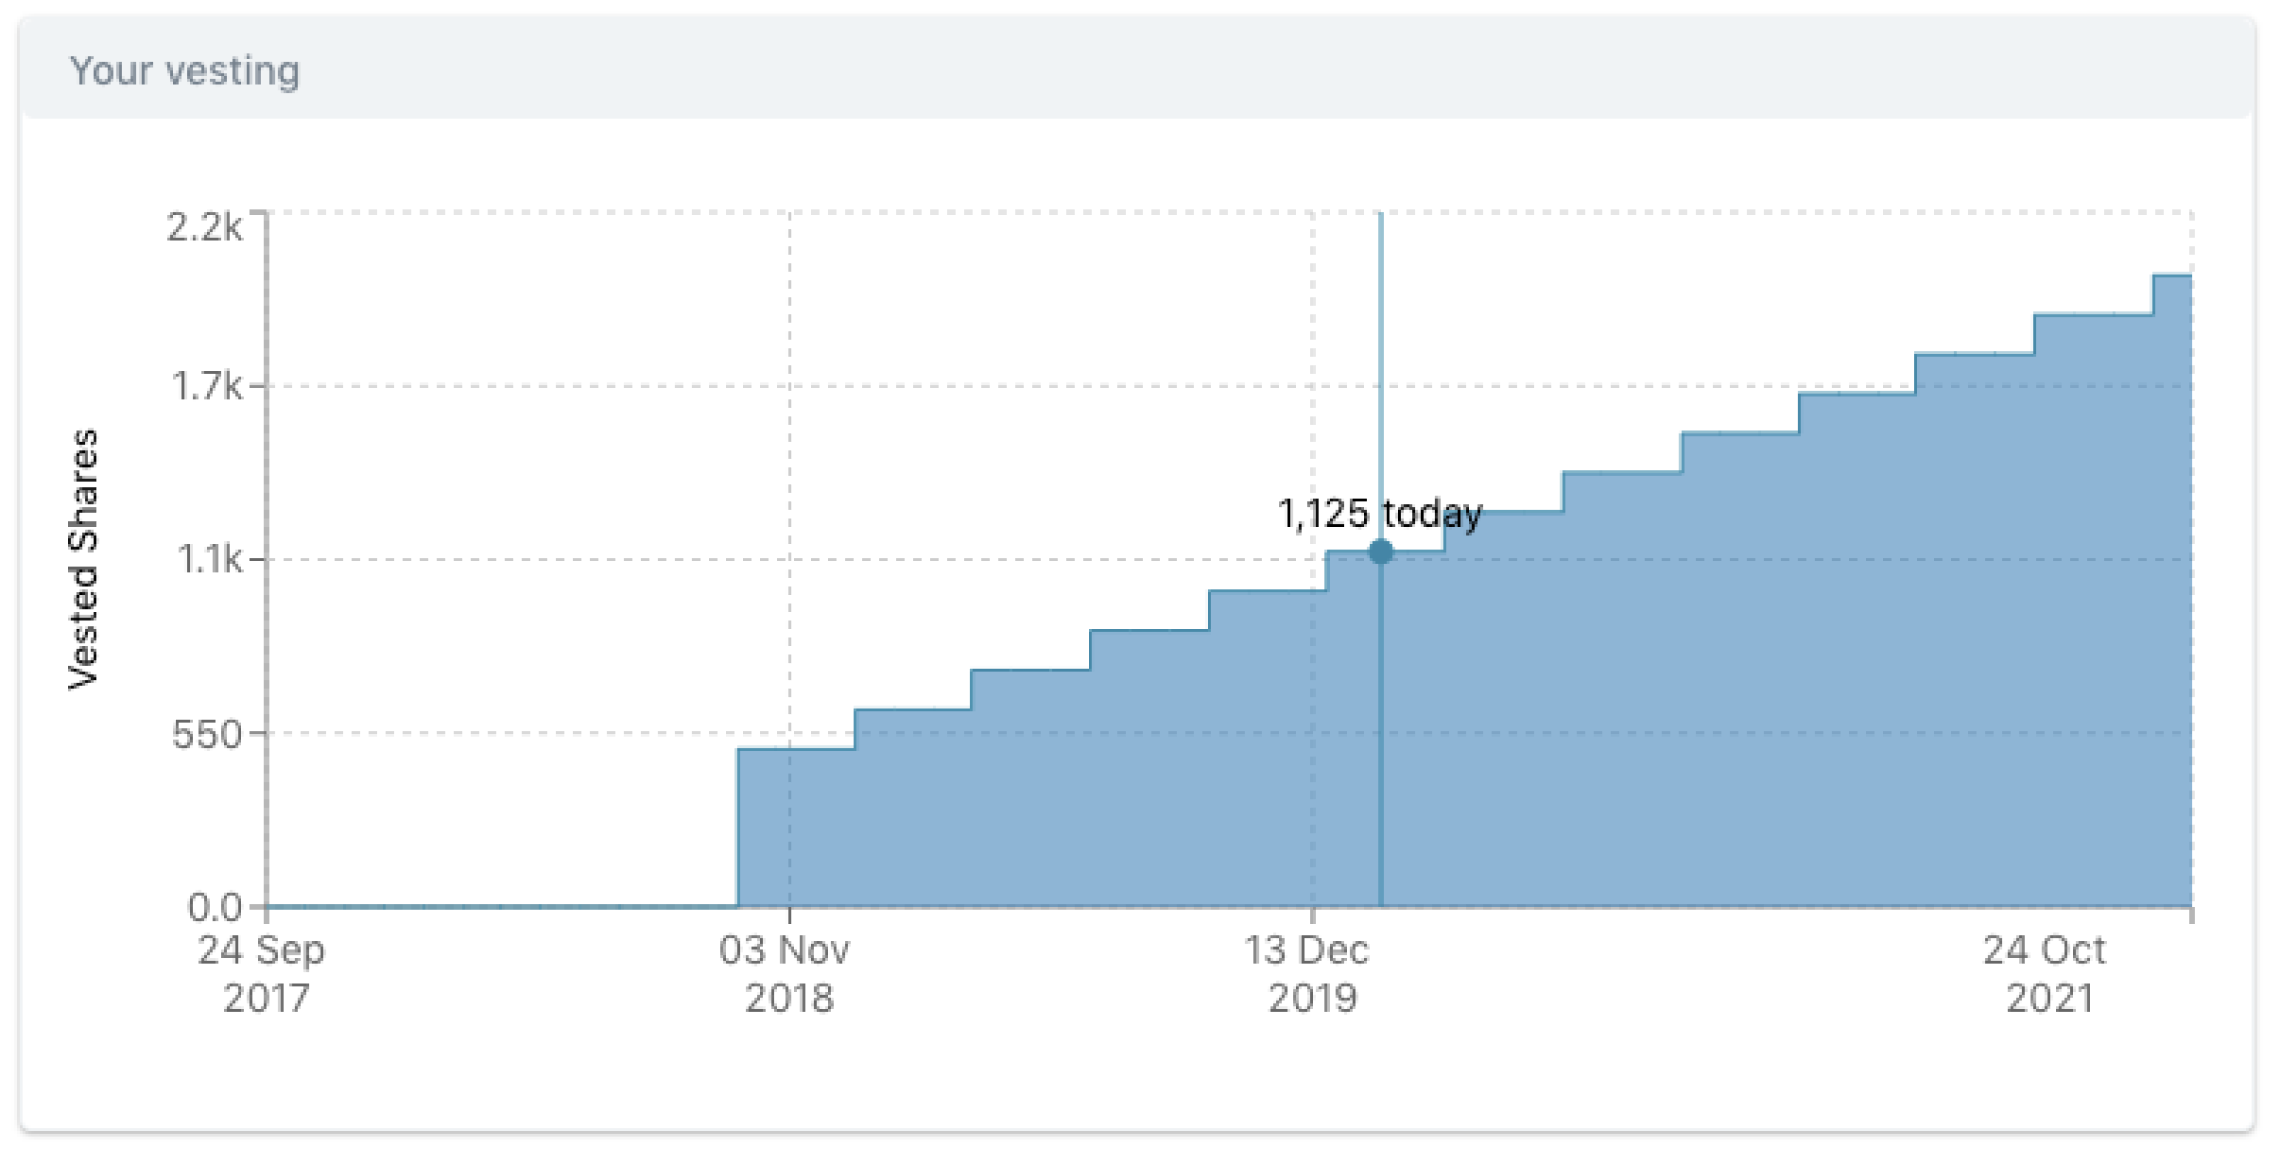 Your vesting
2.2k
1.7k
1.1k
550
0.0
Vested Shares
1,125 today
24 Sep
2017
03 Nov
2018
13 Dec
2019
24 Oct
2021